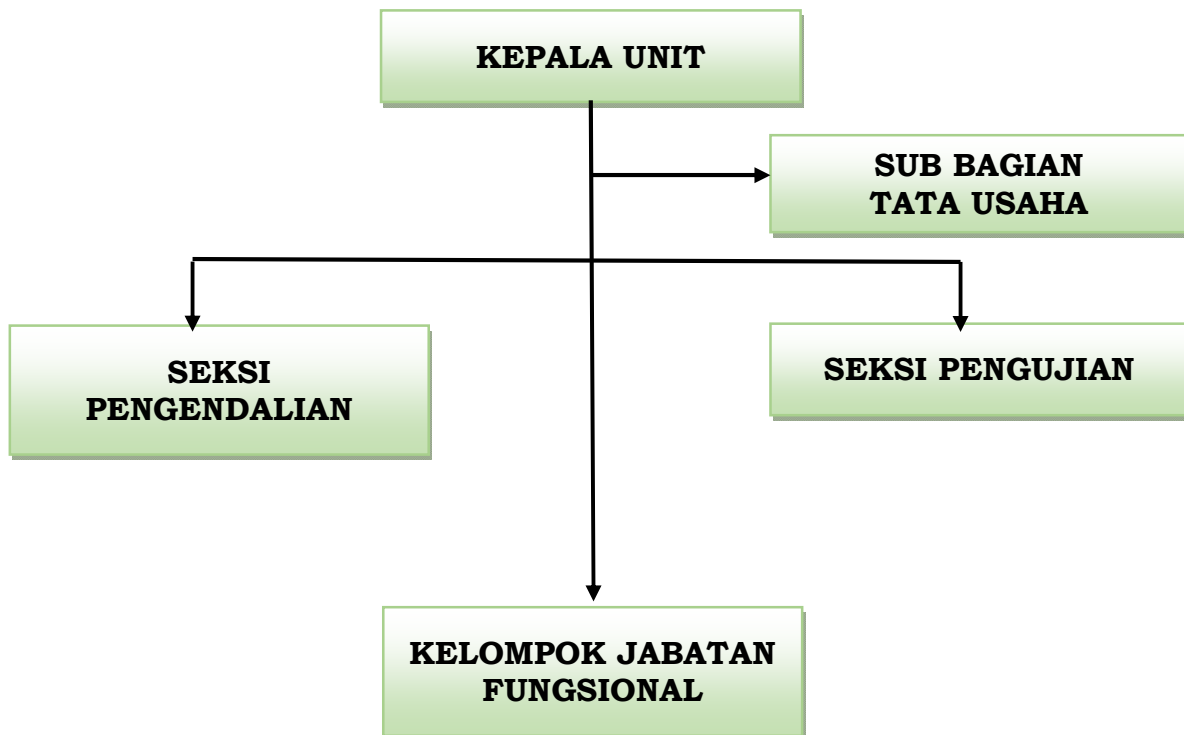 KEPALA UNIT
SUB BAGIAN
TATA USAHA
SEKSI
PENGENDALIAN
SEKSI PENGUJIAN
KELOMPOK JABATAN
FUNGSIONAL